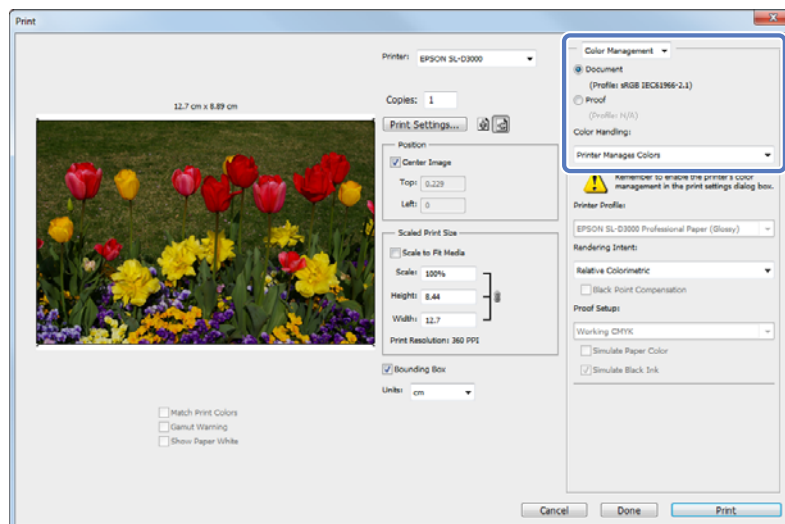 Print
Printer: EPSON SL-D3000
Copies: 1
Print Settings...
Position
Center Image
Top: 0.229
Left: 0
Scaled Print Size
Scale to Fit Media
Scale: 100%
Height: 8.44
Width: 12.7
Print Resolution: 360 PPI
Bounding Box
Units: cm
12.7 cm x 8.89 cm
Match Print Colors
Gamut Warning
Show Paper White
Color Management
Document
(Profile: sRGB IEC61966-2.1)
Proof
(Profile: N/A)
Color Handling:
Printer Manages Colors
Remember to enable the printer's color
management in the print settings dialog box.
Printer Profile:
EPSON SL-D3000 Professional Paper (Glossy)
Rendering Intent:
Relative Colorimetric
Black Point Compensation
Proof Setup:
Working CMYK
Simulate Paper Color
Simulate Black Ink
Cancel
Done
Print